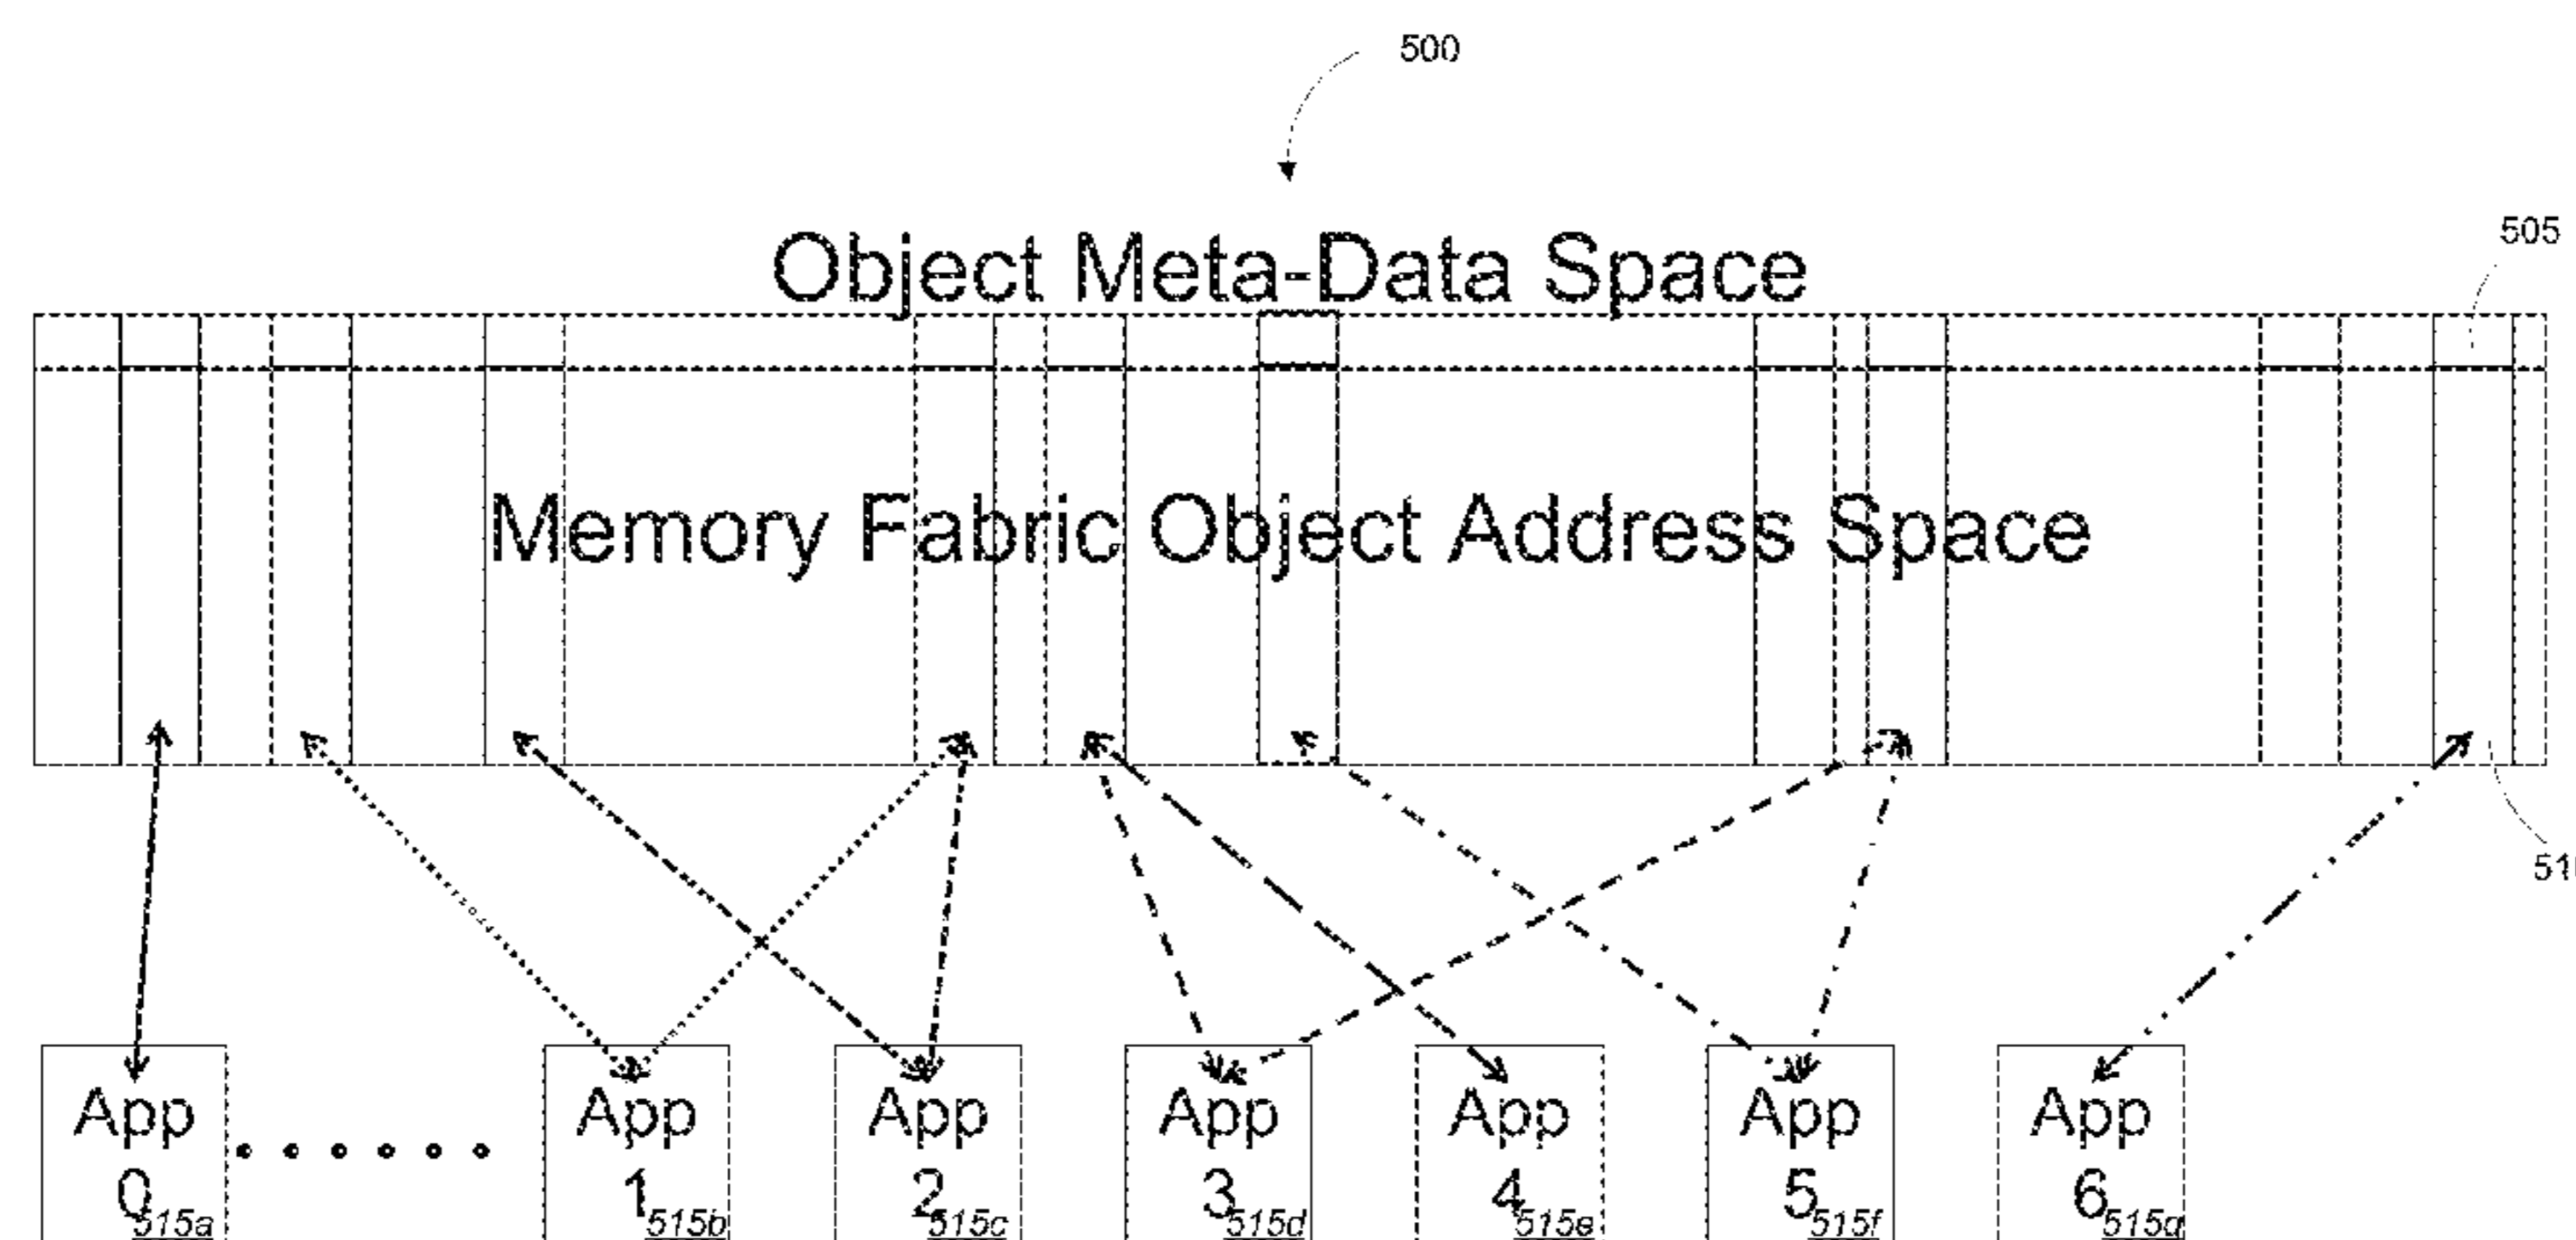 500
505
Object Meta-Data Space
Memory Fabric Object Address Space
App App App App App App App
0 1 2 3 4 5 6
515a 515b 515c 515d 515e 515f